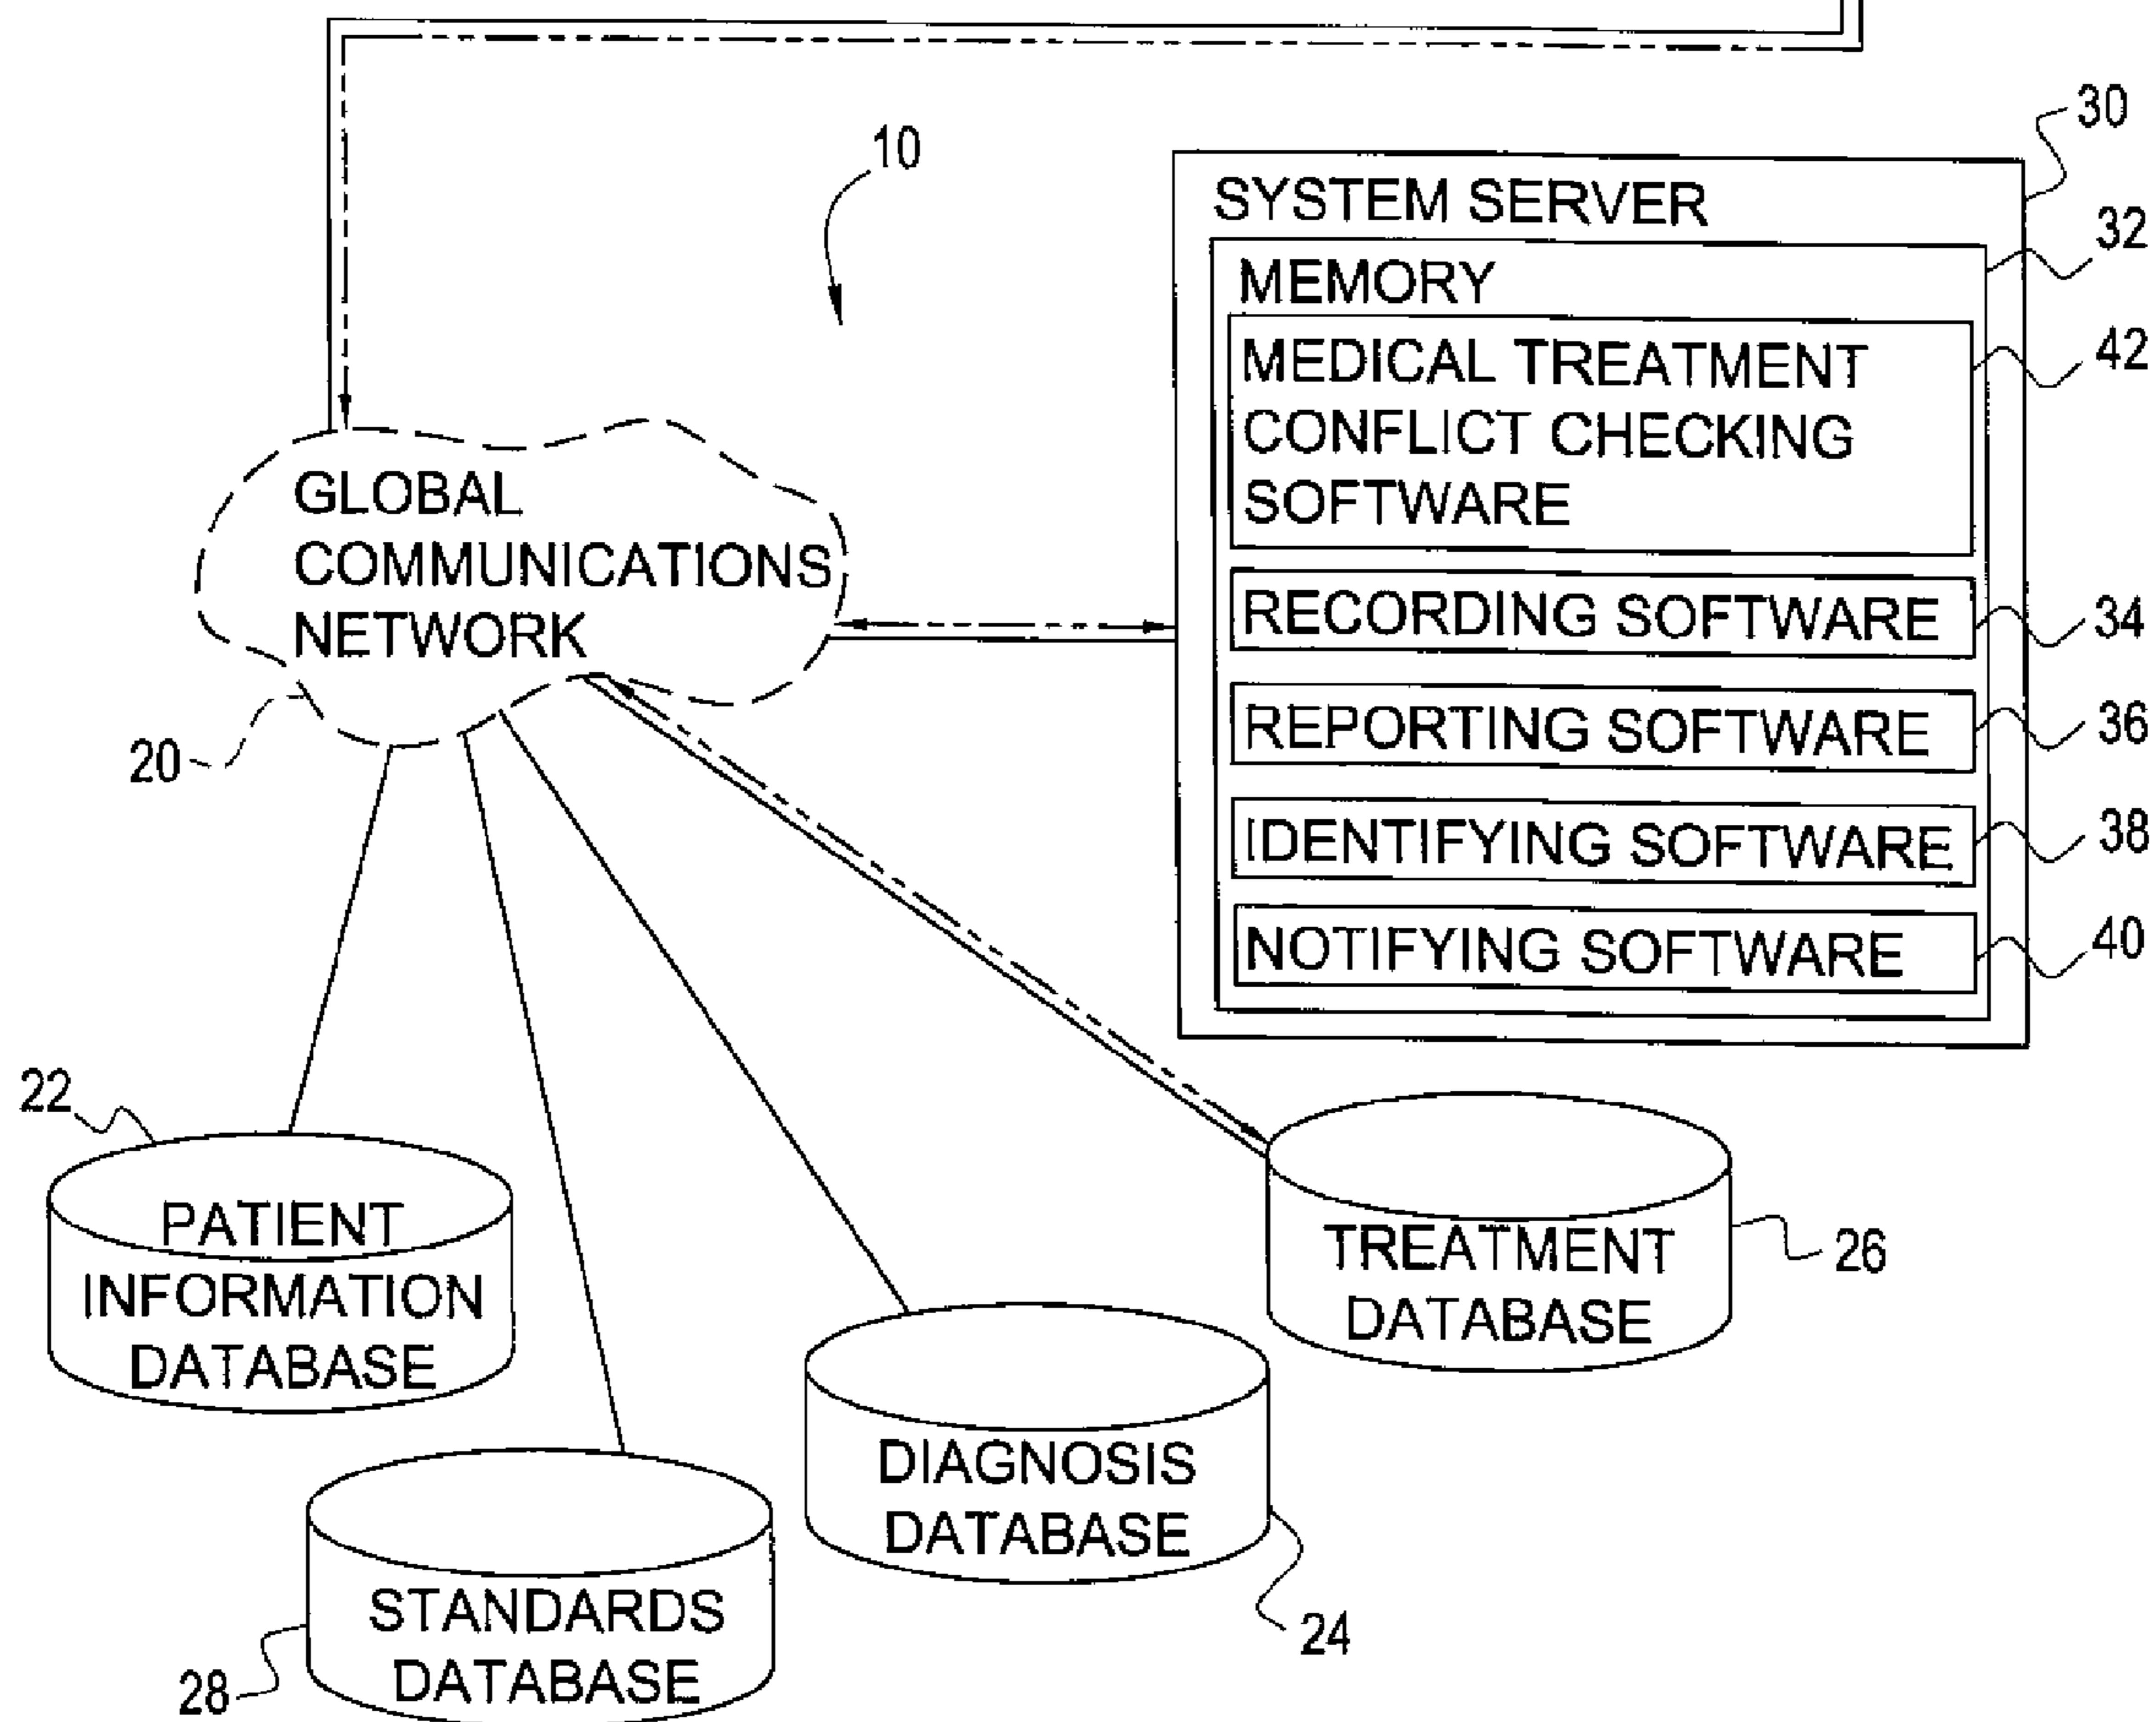 10
30
SYSTEM SERVER
32
MEMORY
42
MEDICAL TREATMENT
CONFLICT CHECKING
SOFTWARE
GLOBAL
COMMUNICATIONS
NETWORK
20
RECORDING SOFTWARE
34
REPORTING SOFTWARE
36
IDENTIFYING SOFTWARE
38
NOTIFYING SOFTWARE
40
22
PATIENT
INFORMATION
DATABASE
TREATMENT
DATABASE
26
DIAGNOSIS
DATABASE
24
STANDARDS
DATABASE
28